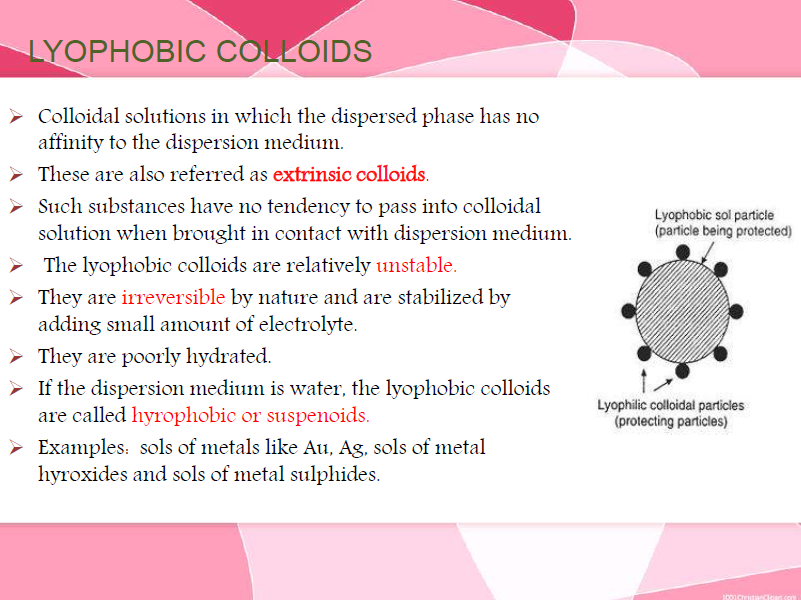 LYOPHOBIC COLLOIDS
Colloidal solutions in which the dispersed phase has no
affinity to the dispersion medium.
These are also referred as extrinsic colloids.
Such substances have no tendency to pass into colloidal
solution when brought in contact with dispersion medium.
The lyophobic colloids are relatively unstable.
They are irreversible by nature and are stabilized by
adding small amount of electrolyte.
They are poorly hydrated.
If the dispersion medium is water, the lyophobic colloids
are called hyrophobic or suspenoids.
Examples: sols of metals like Au, Ag, sols of metal
hyroxides and sols of metal sulphides.
Lyophobic sol particle
(particle being protected)
Lyophilic colloidal particles
(protecting particles)
1001ChristianClipart.com